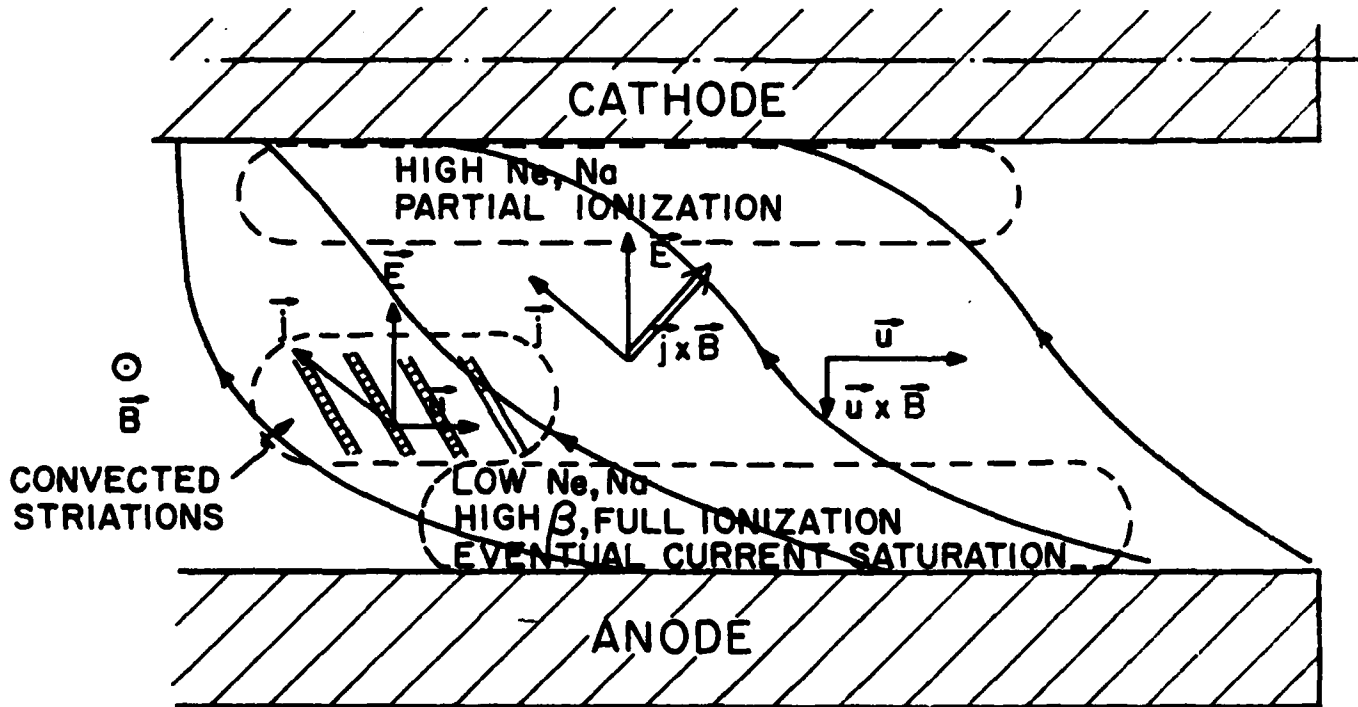 CATHODE
HIGH Ne, Na
PARTIAL IONIZATION
E
E
j
j
j x B
u
u x B
B
u
CONVECTED
STRIATIONS
LOW Ne, Na
HIGH β, FULL IONIZATION
EVENTUAL CURRENT SATURATION
ANODE